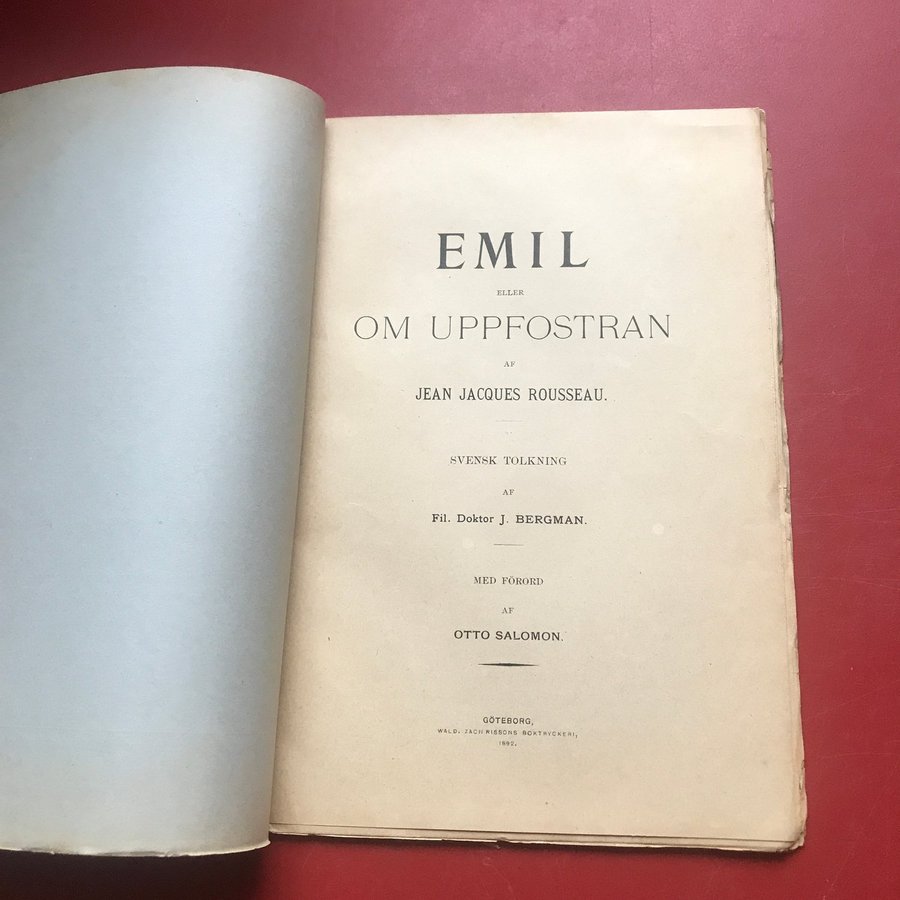 EMIL
ELLER
OM UPPFOSTRAN
AF
JEAN JACQUES ROUSSEAU.
SVENSK TOLKNING
AF
Fil. Doktor J. BERGMAN.
MED FÖRORD
AF
OTTO SALOMON.
GÖTEBORG,
WALD. ZACHRISSONS BOKTRYCKERI,
1892.